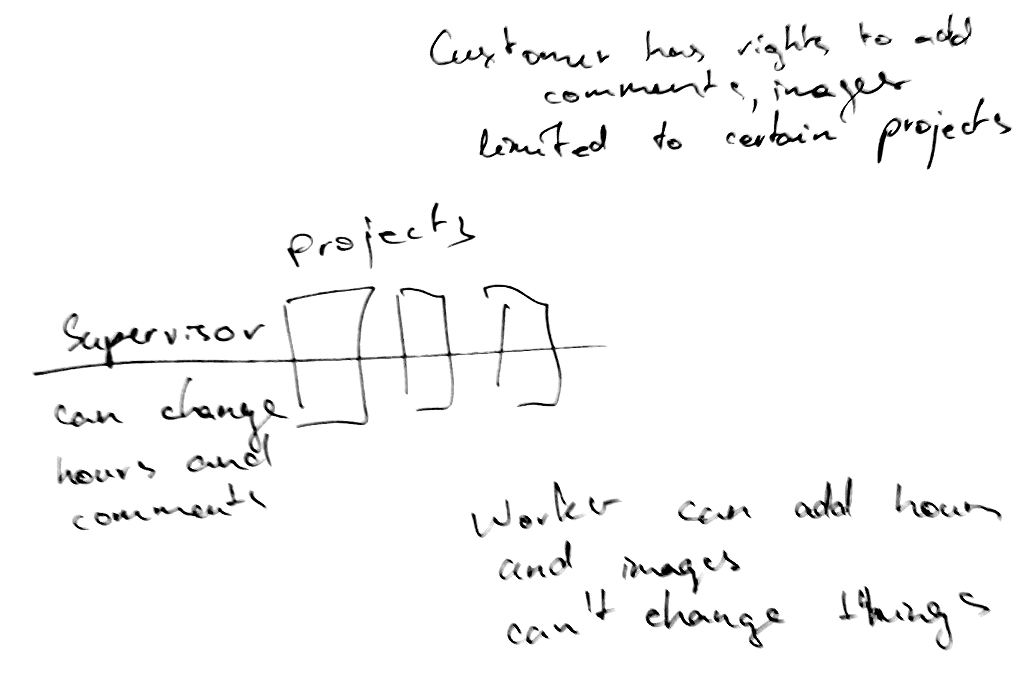 Customer has rights to add
comments, images
limited to certain projects
Projects
Supervisor
can change
hours and
comments
Worker can add hours
and images
can't change things